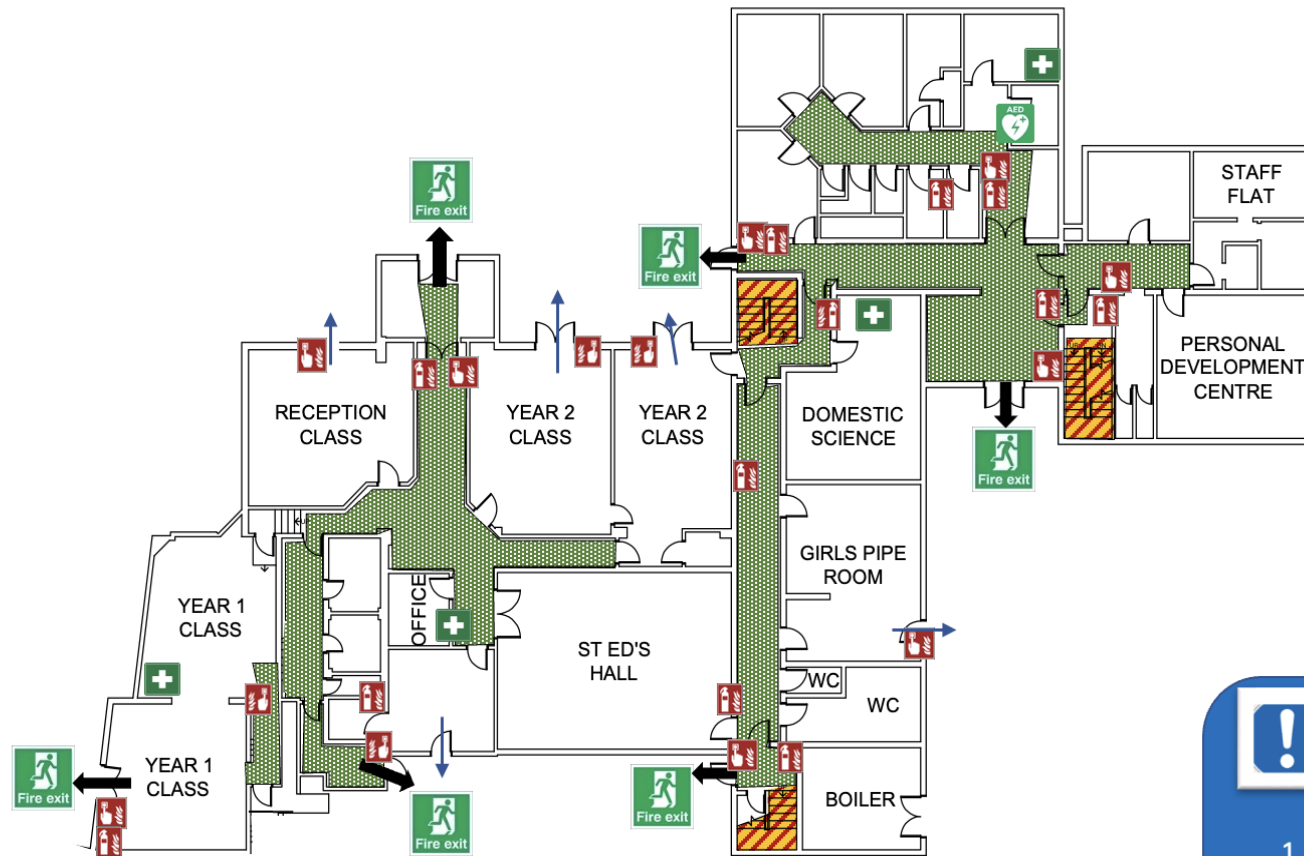 AED
STAFF
FLAT
Fire exit
Fire exit
PERSONAL
DEVELOPMENT
CENTRE
RECEPTION
CLASS
YEAR 2
CLASS
YEAR 2
CLASS
DOMESTIC
SCIENCE
Fire exit
GIRLS PIPE
ROOM
OFFICE
YEAR 1
CLASS
ST ED'S
HALL
WC
WC
YEAR 1
CLASS
Fire exit
Fire exit
Fire exit
BOILER
!
1